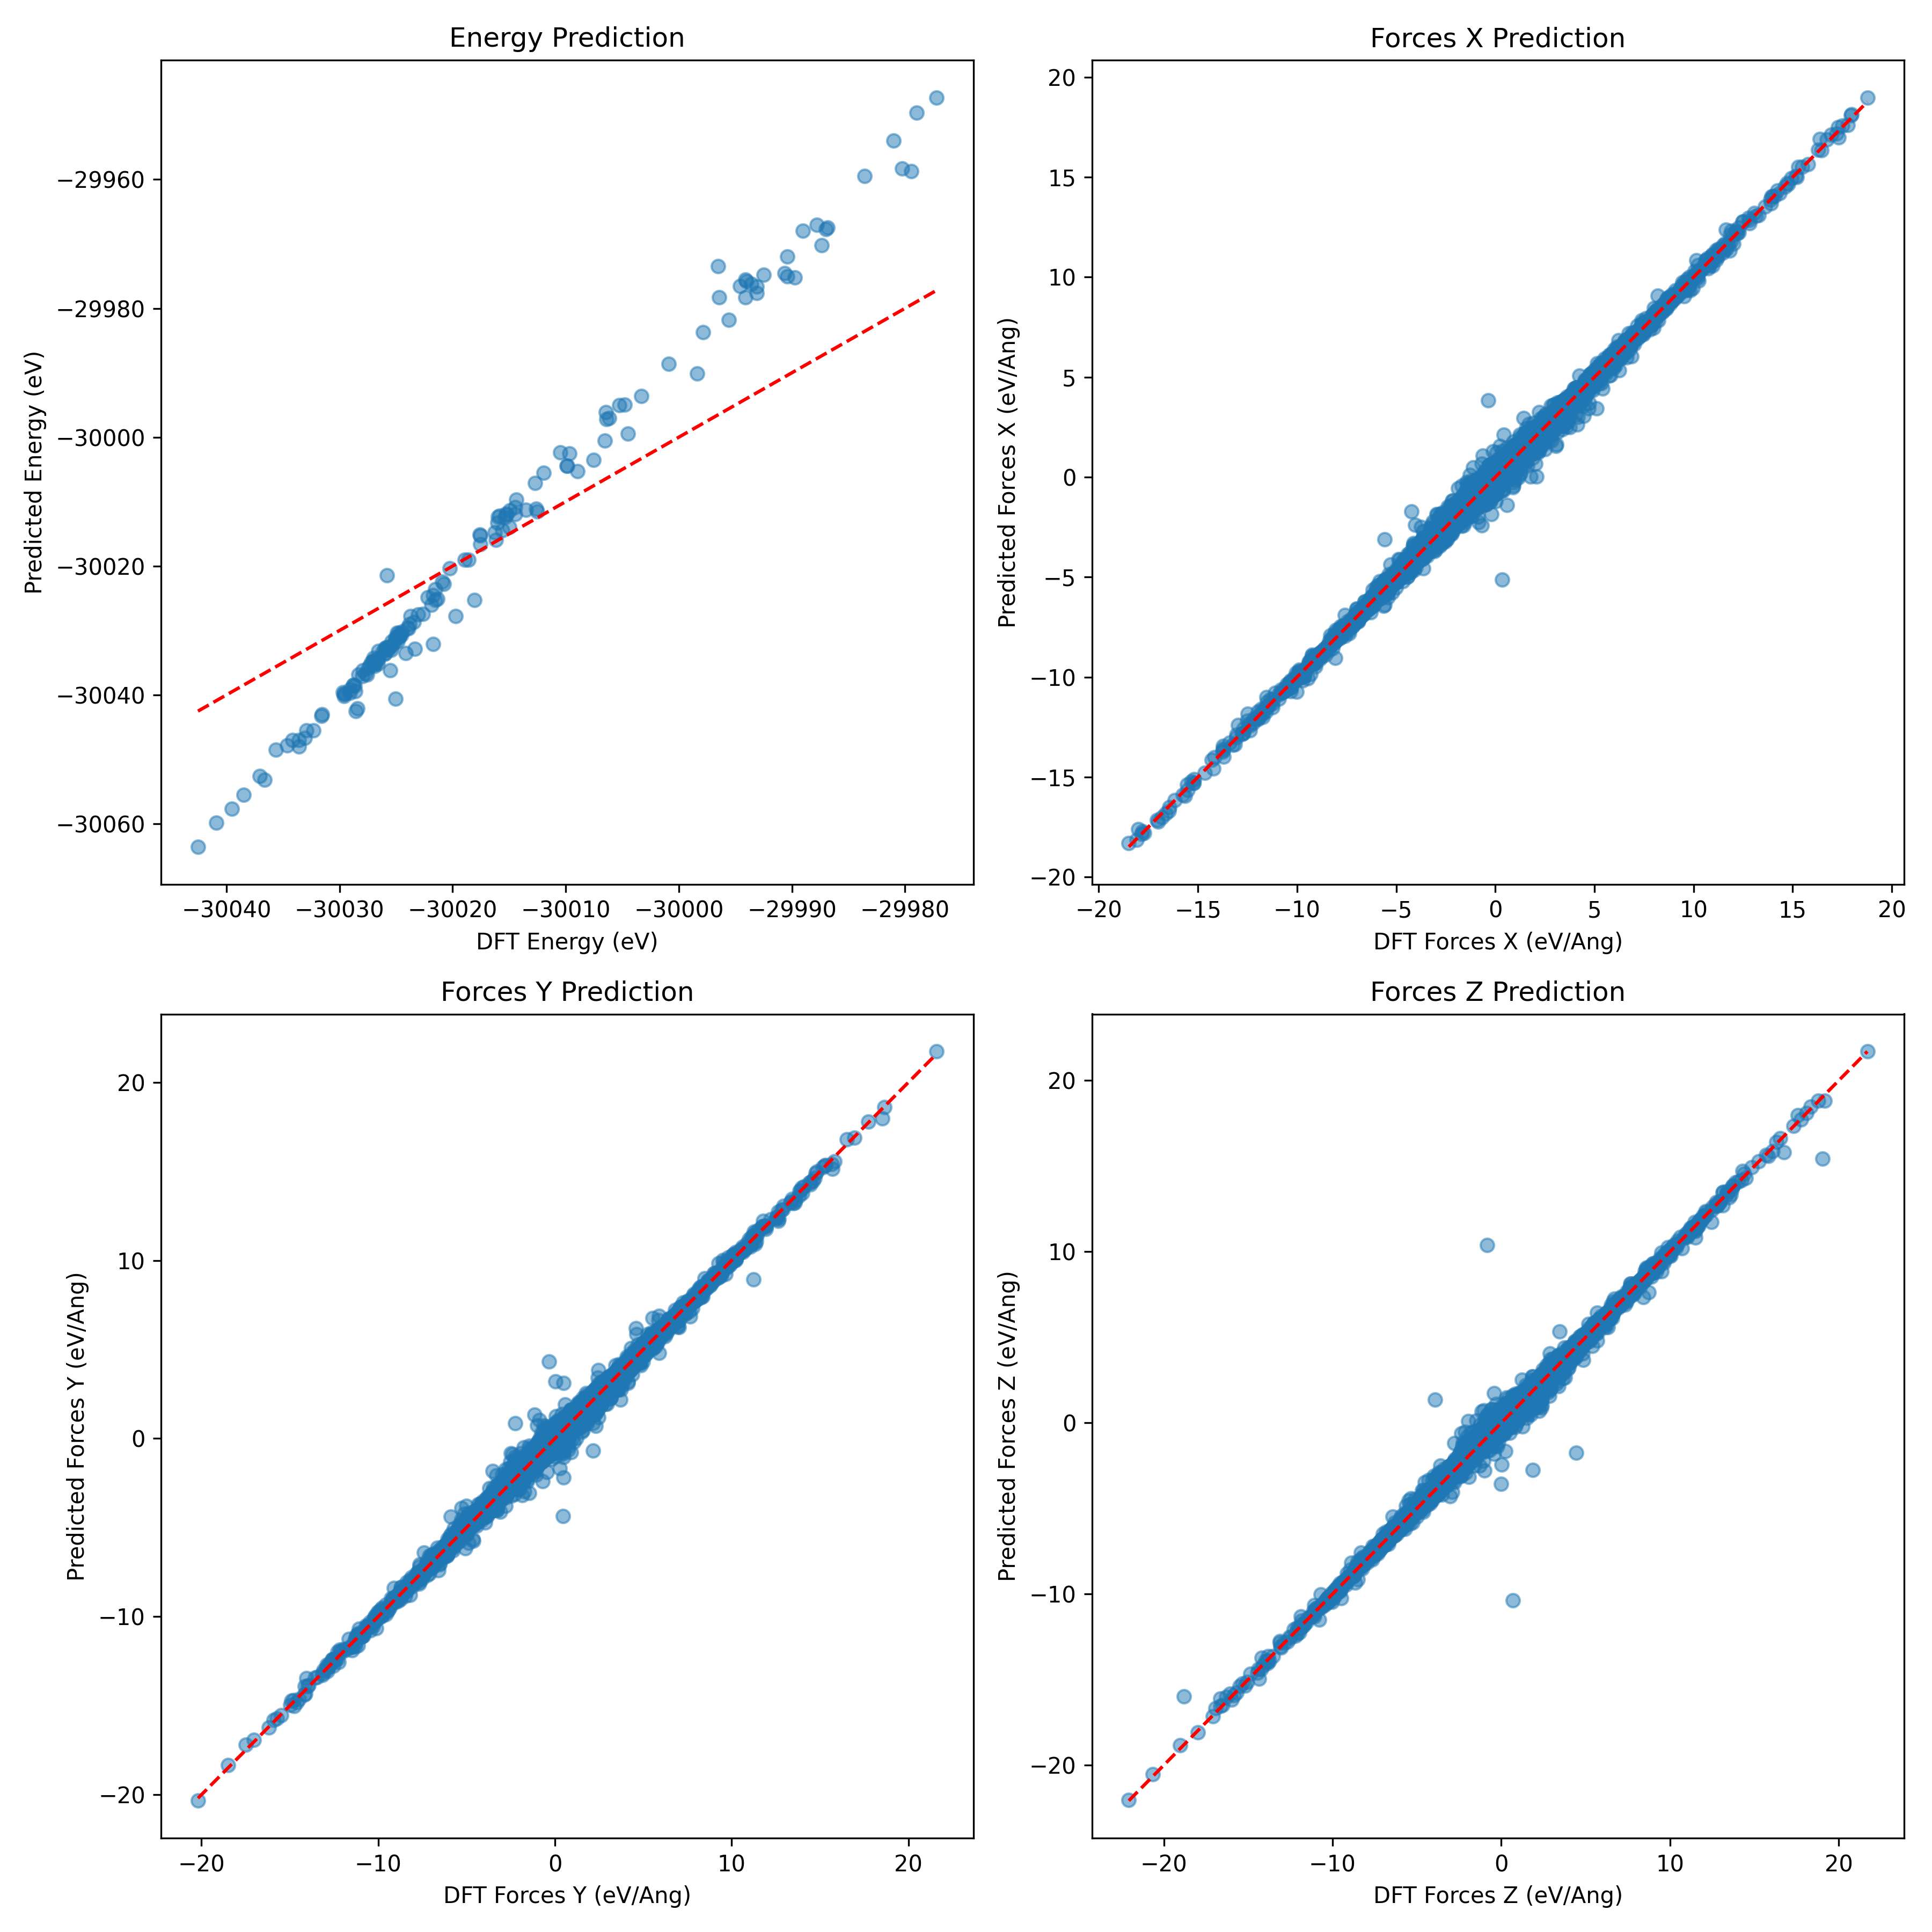 Energy Prediction
Predicted Energy (eV)
−29960
−29980
−30000
−30020
−30040
−30060
−30040 −30030 −30020 −30010 −30000 −29990 −29980
DFT Energy (eV)
Forces X Prediction
Predicted Forces X (eV/Ang)
20
15
10
5
0
−5
−10
−15
−20
−20 −15 −10 −5 0 5 10 15 20
DFT Forces X (eV/Ang)
Forces Y Prediction
Predicted Forces Y (eV/Ang)
20
10
0
−10
−20
−20 −10 0 10 20
DFT Forces Y (eV/Ang)
Forces Z Prediction
Predicted Forces Z (eV/Ang)
20
10
0
−10
−20
−20 −10 0 10 20
DFT Forces Z (eV/Ang)